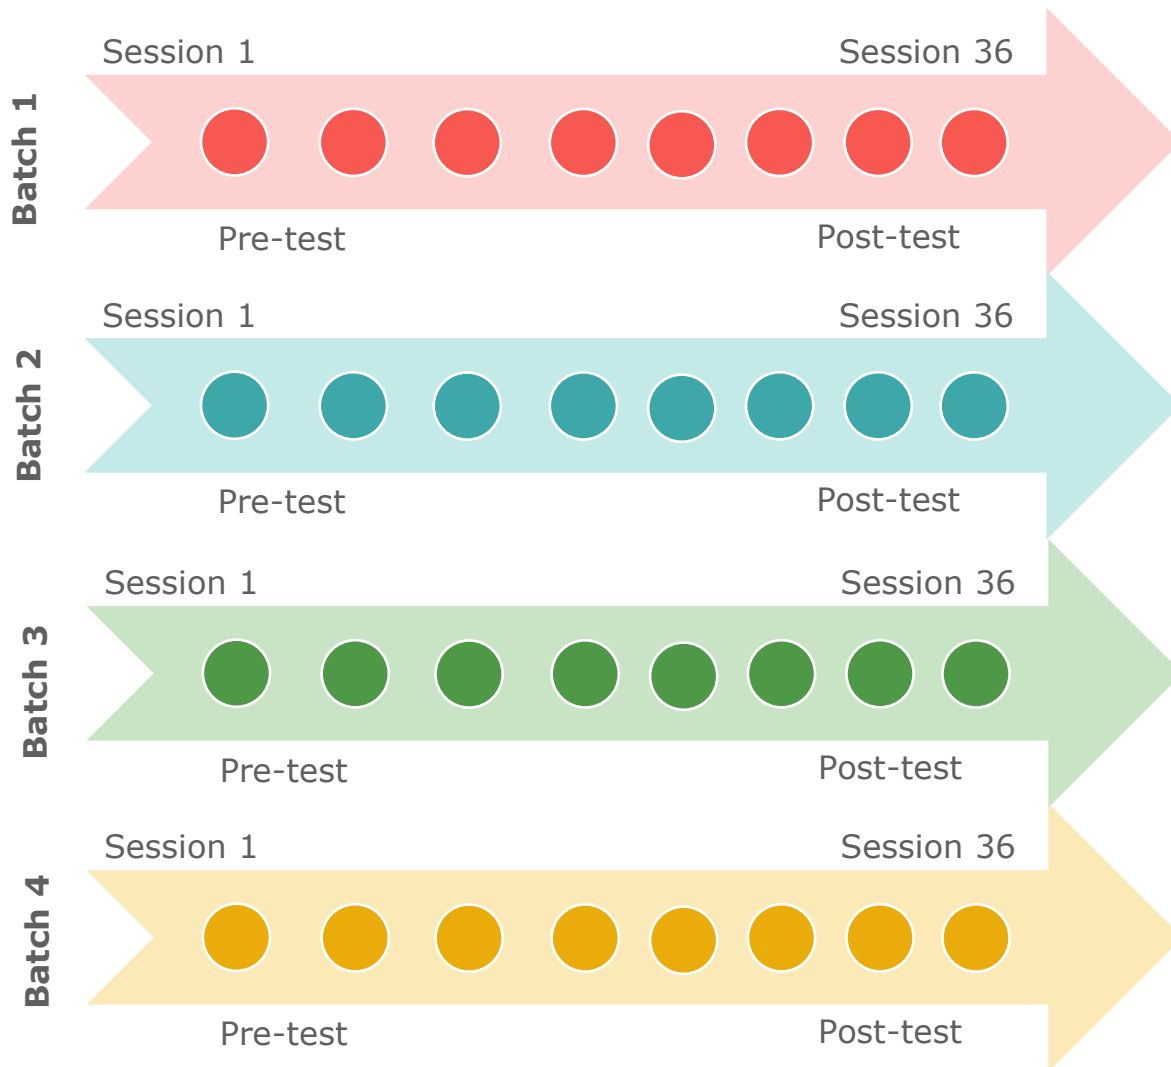 Session 1
Session 36
Batch 1
Pre-test
Post-test
Session 1
Session 36
Batch 2
Pre-test
Post-test
Session 1
Session 36
Batch 3
Pre-test
Post-test
Session 1
Session 36
Batch 4
Pre-test
Post-test